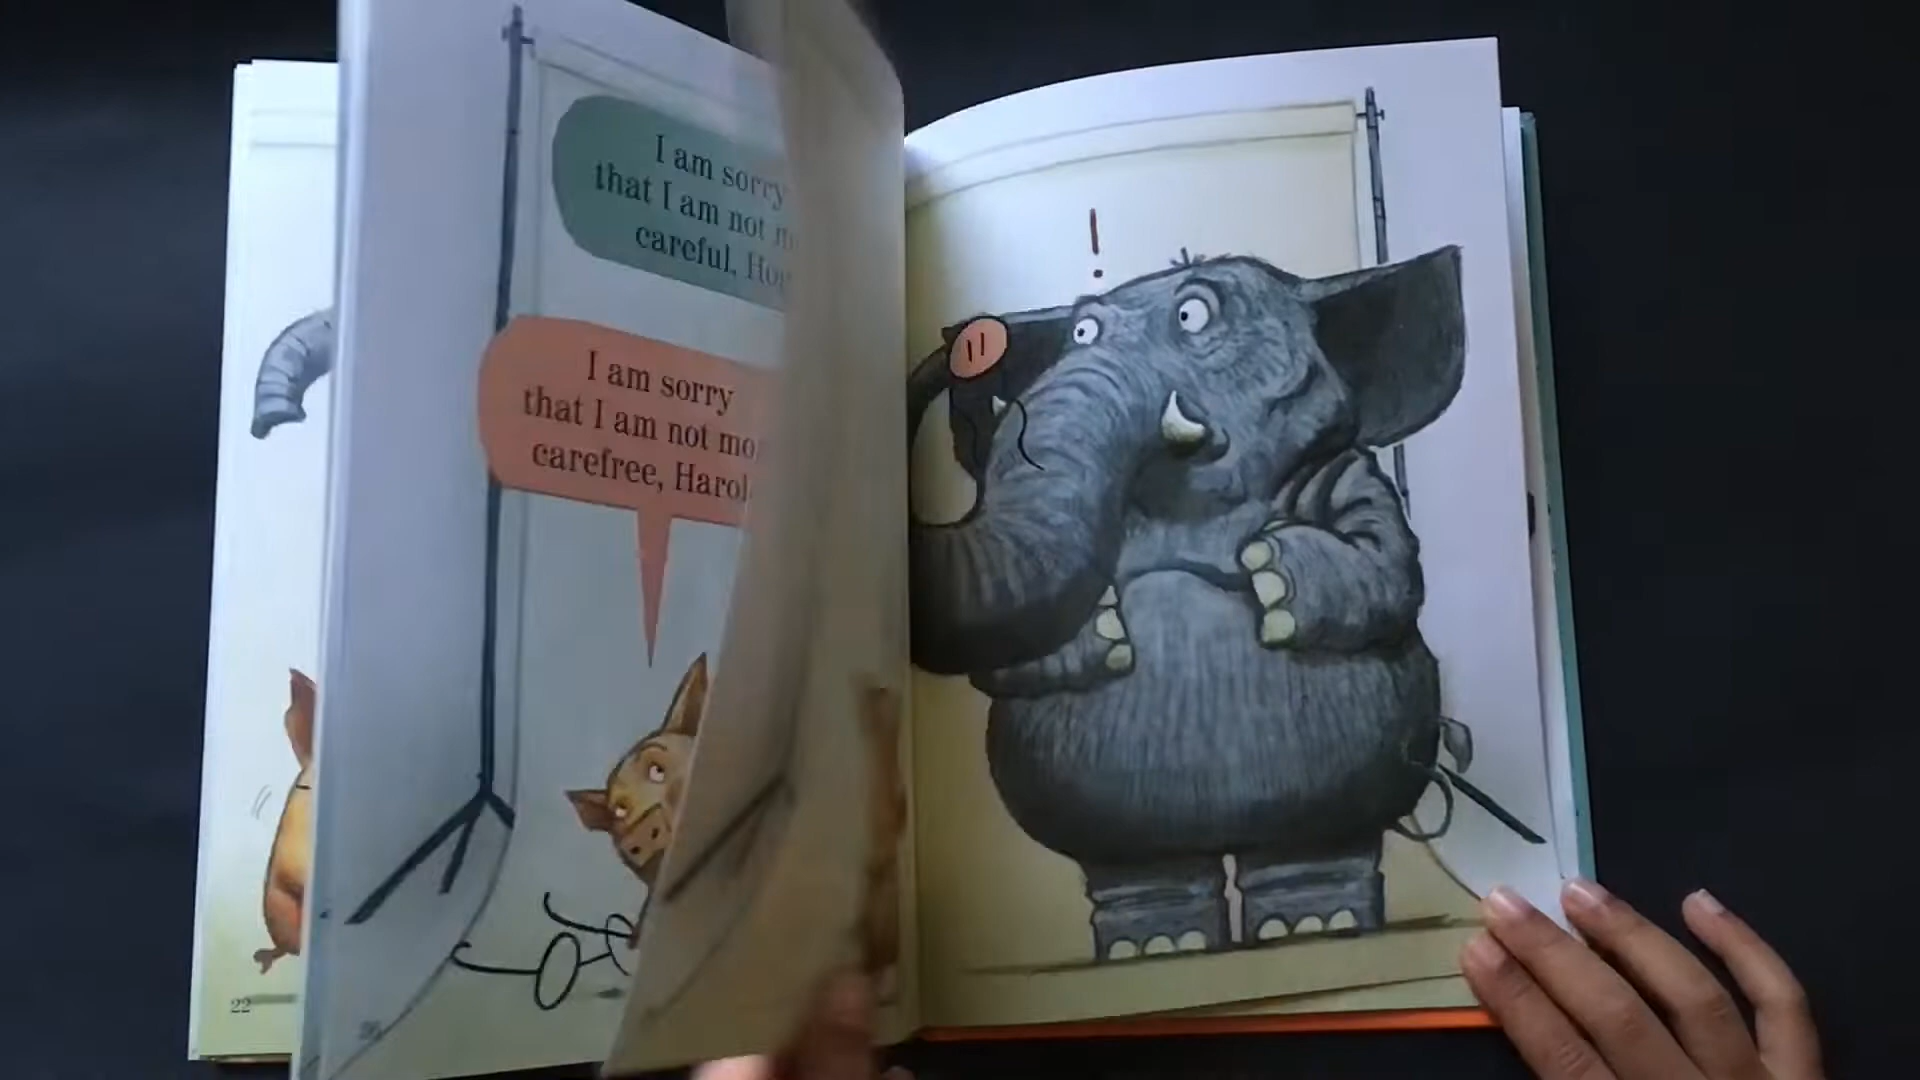 I am sorry
that I am not
careful,
I am sorry
that I am not
carefree,
!
22